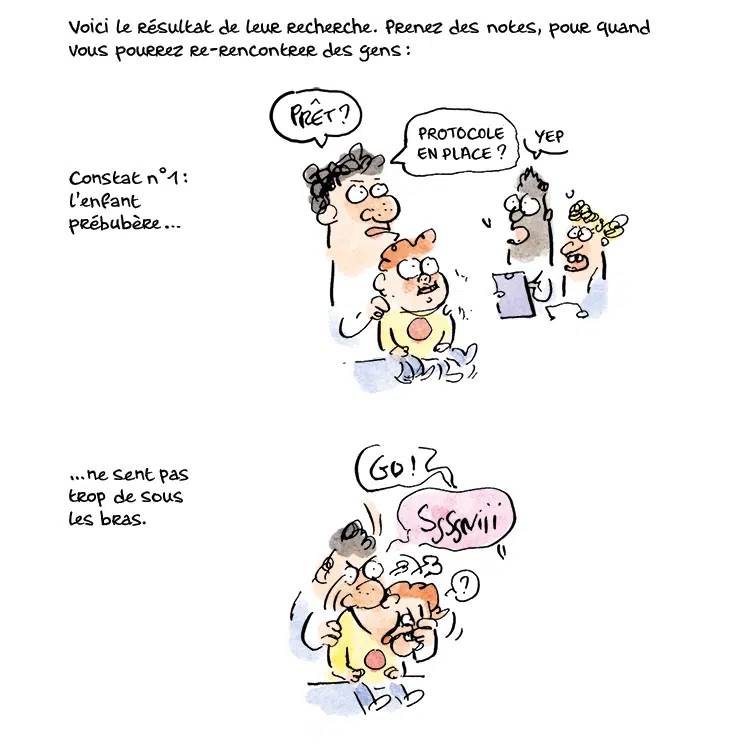 Voici le résultat de leur recherche. Prenez des notes, pour quand
vous pourrez re-rencontrer des gens :
PRÊT ?
PROTOCOLE
EN PLACE ?
YEP
Constat n°1 :
l'enfant
prébubère...
GO !
...ne sent pas
trop de sous
les bras.
SgSgNiii
?